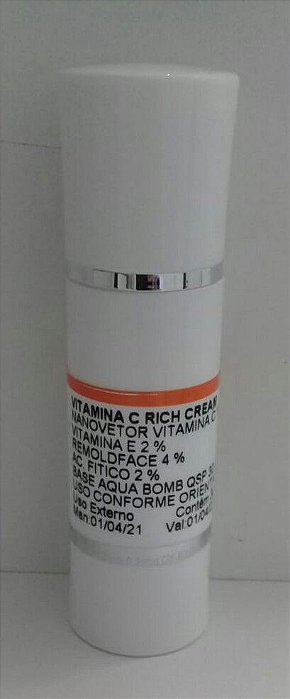 VITAMINA C RICH CREAM
NANOVETOR VITAMINA C
VITAMINA E 2 %
REMOLDFACE 4 %
AC. FITICO 2 %
BASE AQUA BOMB QSP
USO CONFORME
Uso Externo
Man:01/04/21 Val:01/04